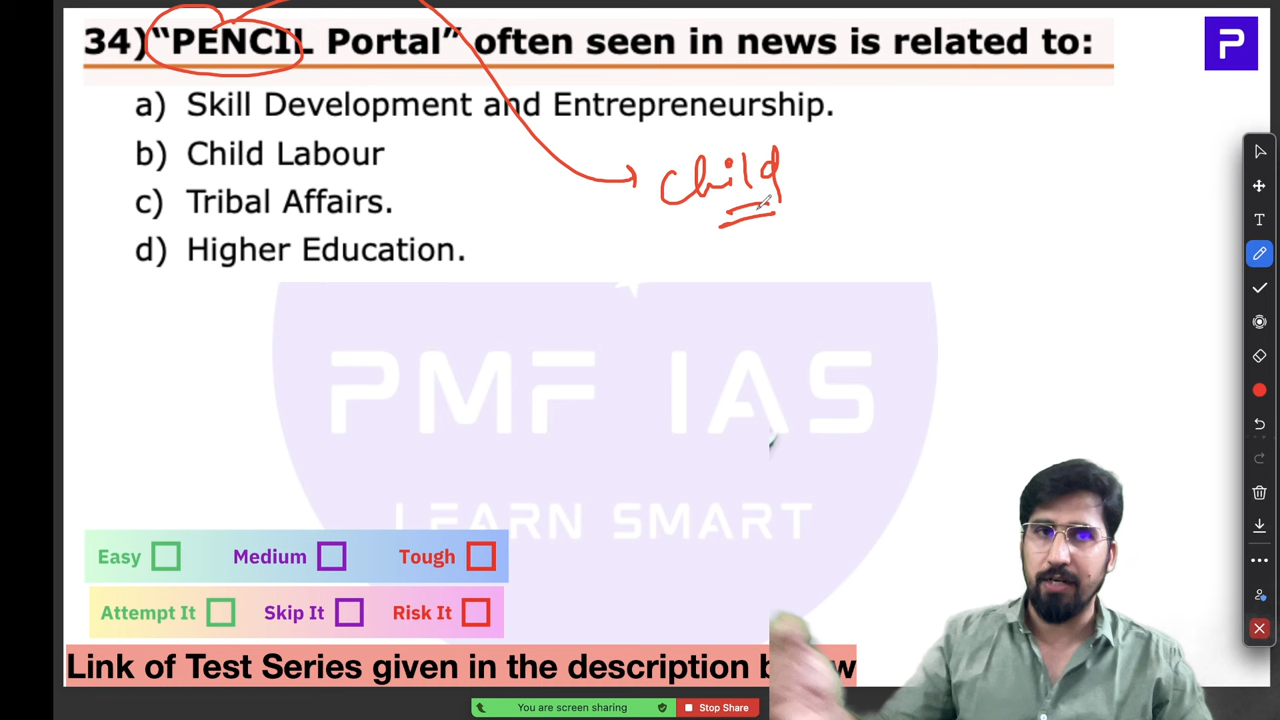 34) “PENCIL Portal” often seen in news is related to:
a) Skill Development and Entrepreneurship.
b) Child Labour
Child
c) Tribal Affairs.
d) Higher Education.
PMF IAS
LEARN SMART
Easy Medium Tough
Attempt It Skip It Risk It
Link of Test Series given in the description
You are screen sharing Stop Share
P
T